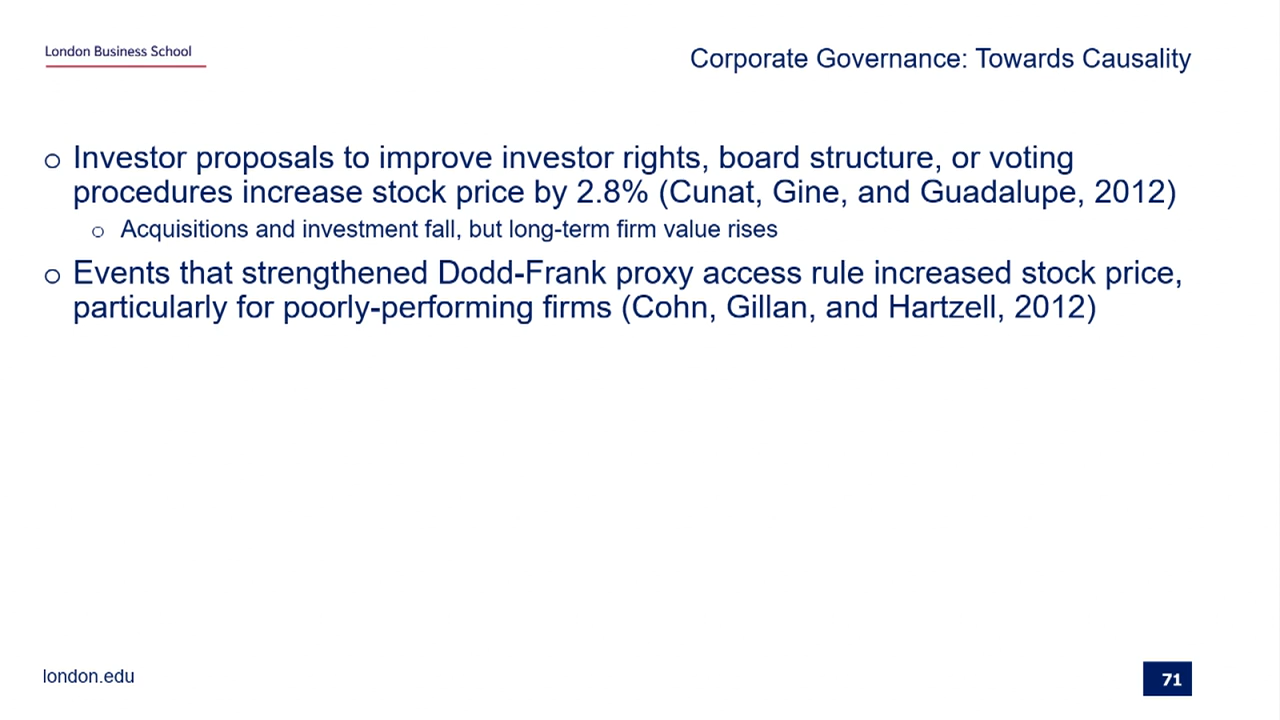 London Business School
Corporate Governance: Towards Causality
o Investor proposals to improve investor rights, board structure, or voting
procedures increase stock price by 2.8% (Cunat, Gine, and Guadalupe, 2012)
o Acquisitions and investment fall, but long-term firm value rises
o Events that strengthened Dodd-Frank proxy access rule increased stock price,
particularly for poorly-performing firms (Cohn, Gillan, and Hartzell, 2012)
london.edu
71